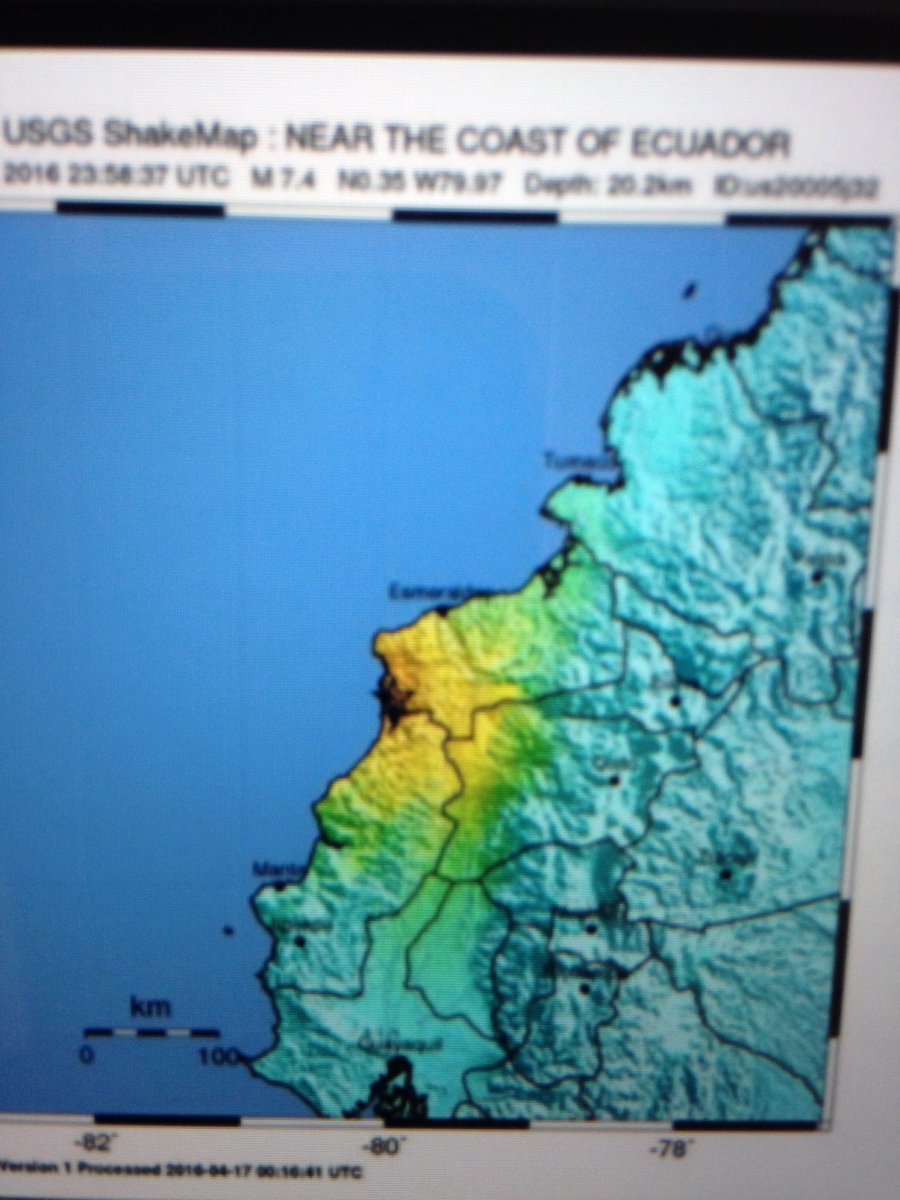 USGS ShakeMap : NEAR THE COAST OF ECUADOR
2016 23:58:37 UTC M 7.4 N0.35 W79.97 Depth: 20.2km ID:us20005j32
Tumaco
Esmeraldas
Quito
Manta
km
0 100
Guayaquil
-82° -80° -78°
Version 1 Processed 2016-04-17 00:10:41 UTC